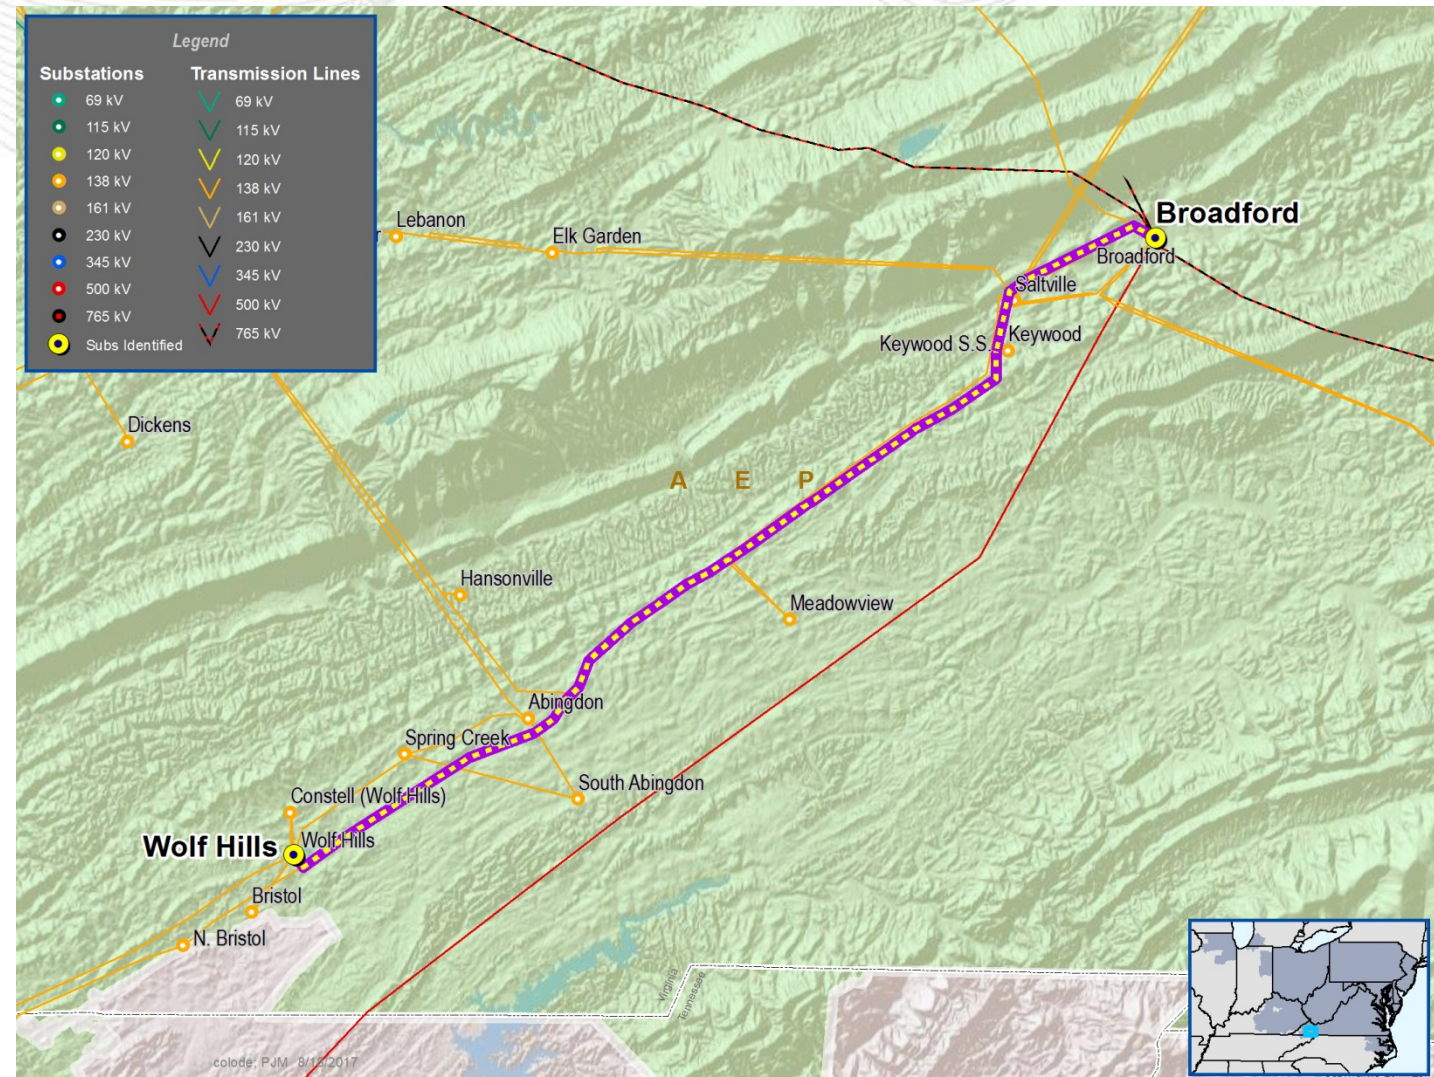 Legend
Substations
Transmission Lines
69 kV
69 kV
115 kV
115 kV
120 kV
120 kV
138 kV
138 kV
161 kV
161 kV
230 kV
230 kV
345 kV
345 kV
500 kV
500 kV
765 kV
765 kV
Subs Identified
Lebanon
Elk Garden
Broadford
Broadford
Saltville
Keywood S.S.
Keywood
Dickens
A E P
Hansonville
Meadowview
Abingdon
Spring Creek
South Abingdon
Constell (Wolf Hills)
Wolf Hills
Wolf Hills
Bristol
N. Bristol
Virginia
Tennessee
colode; PJM